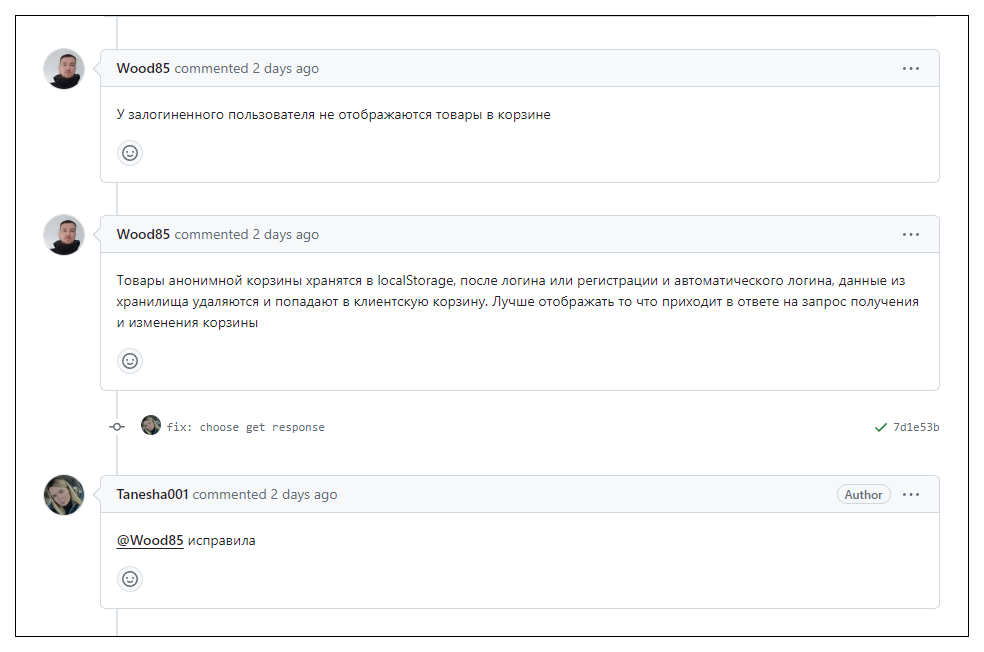 Wood85 commented 2 days ago
У залогиненного пользователя не отображаются товары в корзине
Wood85 commented 2 days ago
Товары анонимной корзины хранятся в localStorage, после логина или регистрации и автоматического логина, данные из
хранилища удаляются и попадают в клиентскую корзину. Лучше отображать то что приходит в ответе на запрос получения
и изменения корзины
fix: choose get response 7d1e53b
Tanesha001 commented 2 days ago Author
@Wood85 исправила